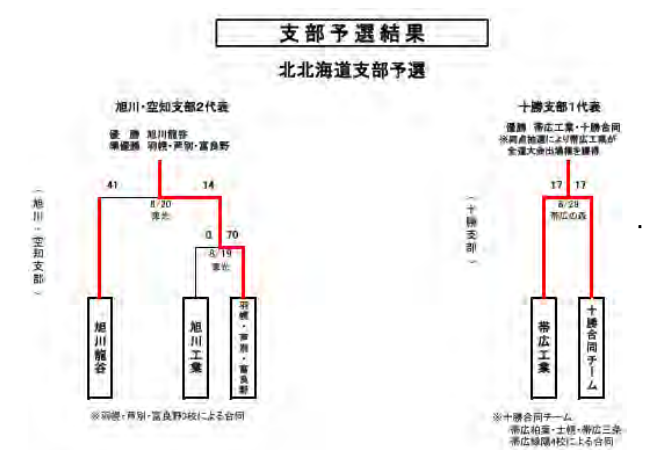 支部予選結果
北北海道支部予選
旭川・空知支部2代表
優 勝 旭川龍谷
準優勝 羽幌・芦別・富良野
41 14
8/20
東光
0 70
8/19
東光
(旭川・空知支部)
旭川龍谷
旭川工業
羽幌・芦別・富良野
※羽幌・芦別・富良野3校による合同
十勝支部1代表
優勝 帯広工業・十勝合同
※同点抽選により帯広工業が
全道大会出場権を獲得
17 17
8/28
帯広の森
(十勝支部)
帯広工業
十勝合同チーム
※十勝合同チーム
帯広柏葉・士幌・帯広三条
帯広緑陽4校による合同